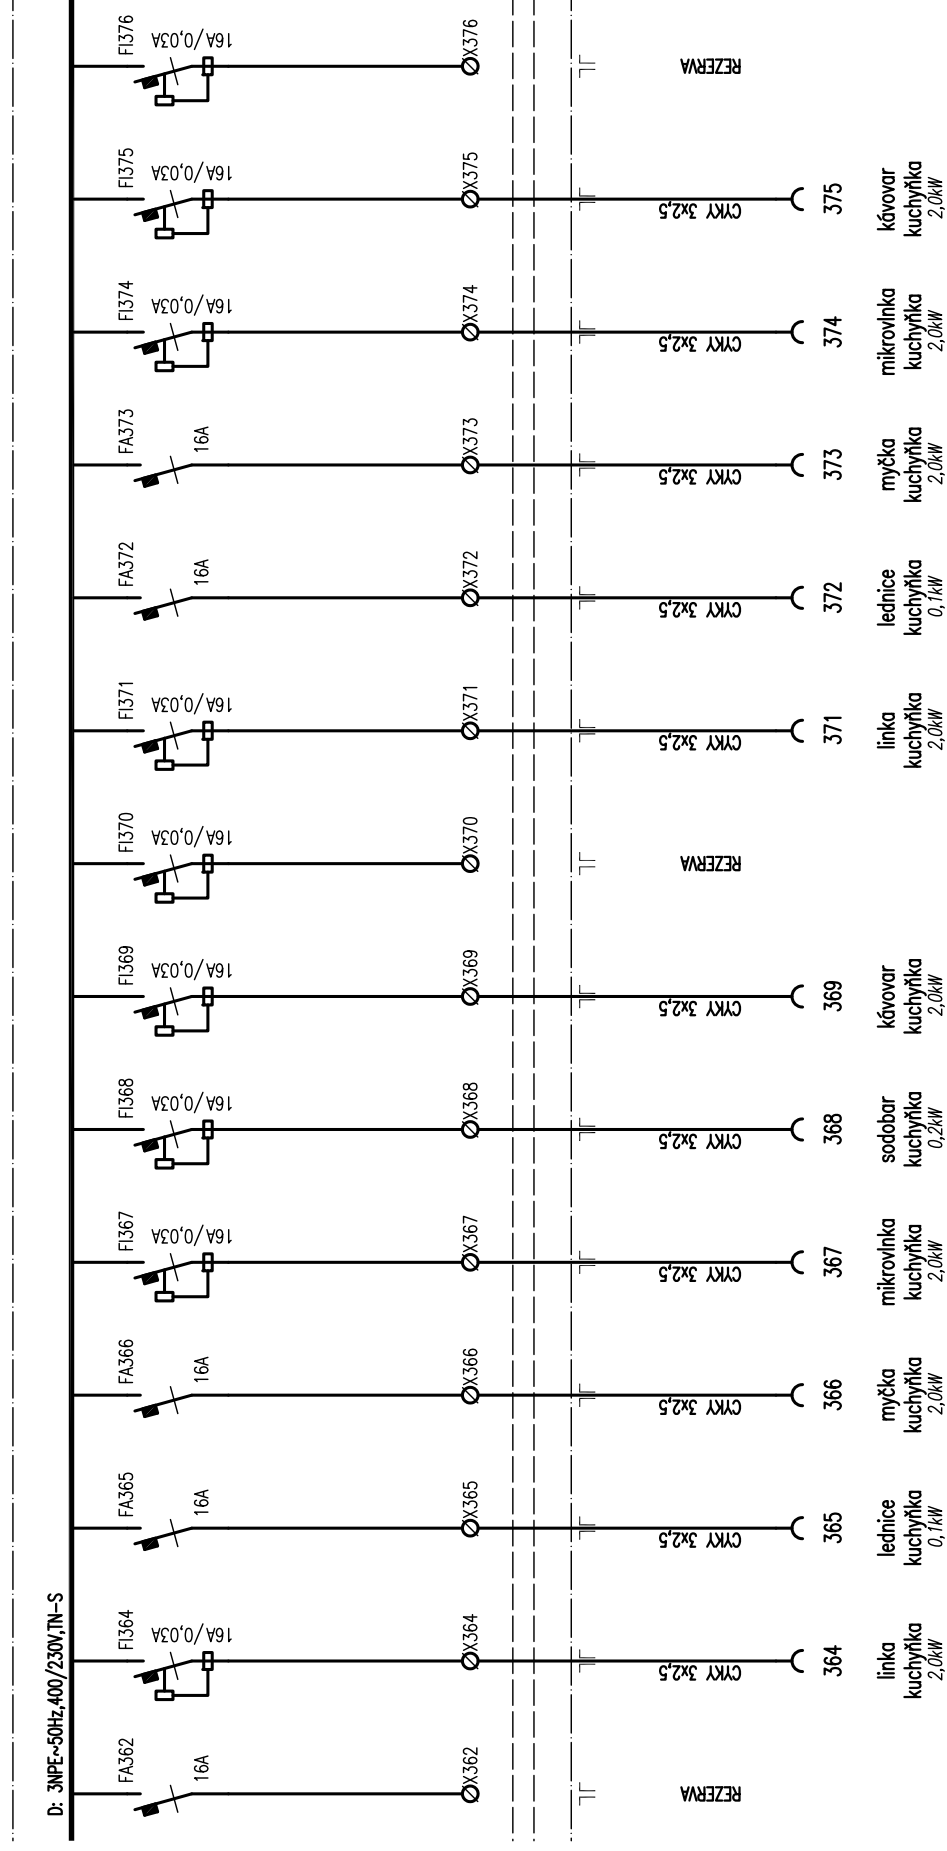 D: 3NPE~50Hz,400/230V,TN-S
FA362
16A
X362
REZERVA
FI364
16A/0,03A
X364
CYKY 3x2,5
364
linka
kuchyňka
2,0kW
FA365
16A
X365
CYKY 3x2,5
365
lednice
kuchyňka
0,1kW
FA366
16A
X366
CYKY 3x2,5
366
myčka
kuchyňka
2,0kW
FI367
16A/0,03A
X367
CYKY 3x2,5
367
mikrovlnka
kuchyňka
2,0kW
FI368
16A/0,03A
X368
CYKY 3x2,5
368
sodobar
kuchyňka
0,2kW
FI369
16A/0,03A
X369
CYKY 3x2,5
369
kávovar
kuchyňka
2,0kW
FI370
16A/0,03A
X370
REZERVA
FI371
16A/0,03A
X371
CYKY 3x2,5
371
linka
kuchyňka
2,0kW
FA372
16A
X372
CYKY 3x2,5
372
lednice
kuchyňka
0,1kW
FA373
16A
X373
CYKY 3x2,5
373
myčka
kuchyňka
2,0kW
FI374
16A/0,03A
X374
CYKY 3x2,5
374
mikrovlnka
kuchyňka
2,0kW
FI375
16A/0,03A
X375
CYKY 3x2,5
375
kávovar
kuchyňka
2,0kW
FI376
16A/0,03A
X376
REZERVA